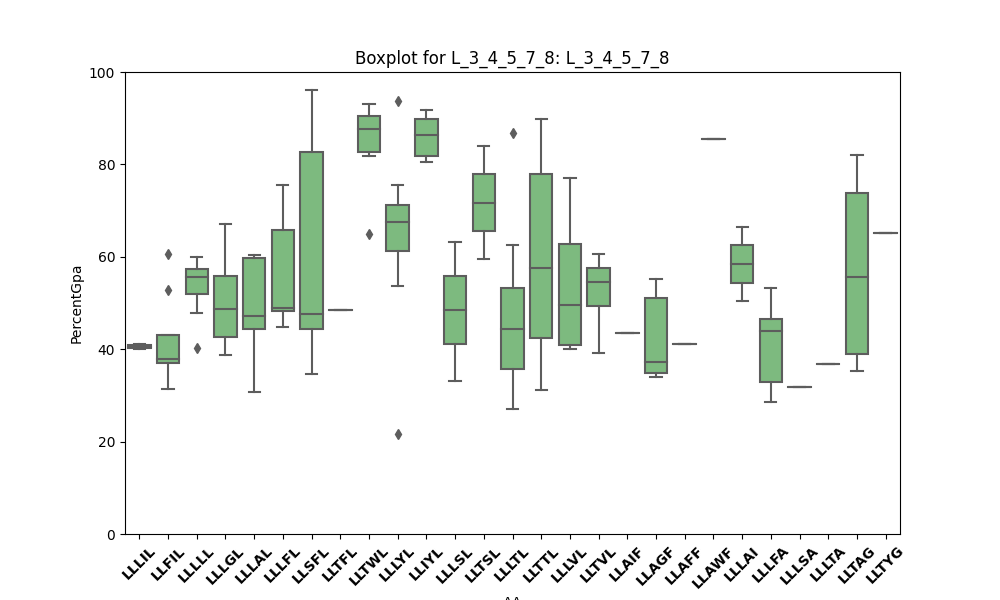 Boxplot for L_3_4_5_7_8: L_3_4_5_7_8
100
80
60
40
20
0
PercentGpa
LLLIL LLFIL LLLLL LLLGL LLLAL LLLFL LLSFL LLTFL LLTWL LLLYL LLIYL LLLSL LLTSL LLLTL LLTTL LLLVL LLTVL LLAIF LLAGF LLAFF LLAWF LLLAI LLLFA LLLSA LLLTA LLTAG LLTYG